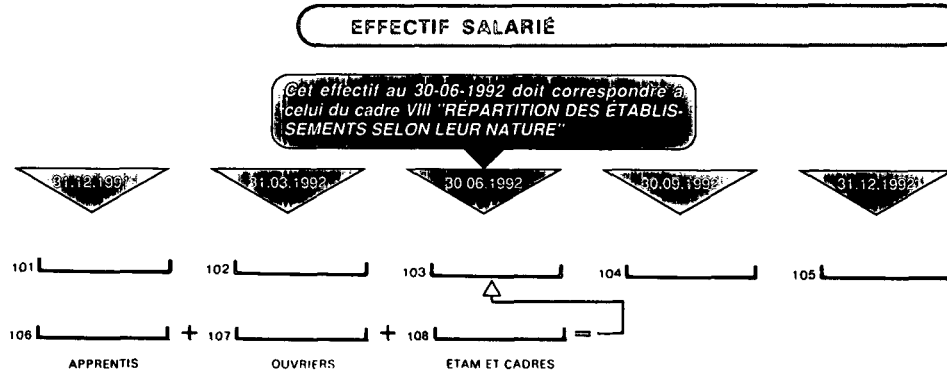 EFFECTIF SALARIÉ
Cet effectif au 30-06-1992 doit correspondre à
celui du cadre VIII "RÉPARTITION DES ÉTABLIS-
SEMENTS SELON LEUR NATURE"
31.12.1991 31.03.1992 30 06.1992 30.09.1992 31.12.1992
101 102 103 104 105
106 + 107 + 108 =
APPRENTIS OUVRIERS ETAM ET CADRES